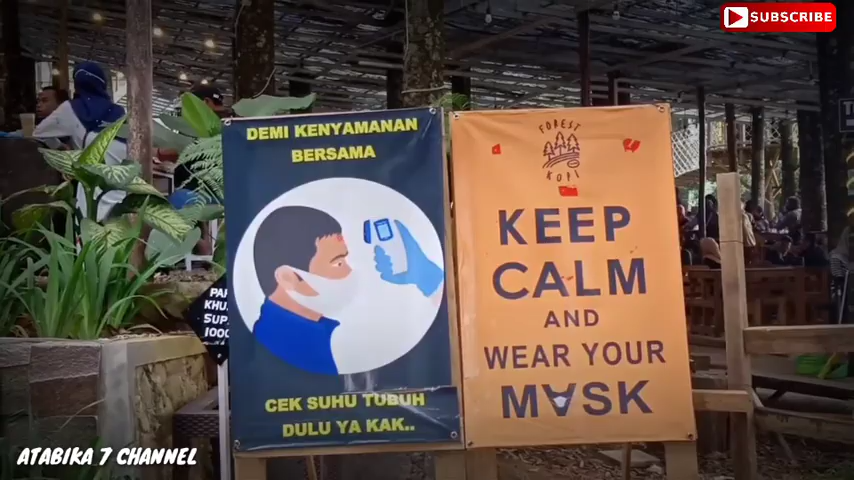 SUBSCRIBE
DEMI KENYAMANAN
BERSAMA
CEK SUHU TUBUH
DULU YA KAK..
FOREST
KOPI
KEEP
CALM
AND
WEAR YOUR
MASK
ATABIKA 7 CHANNEL